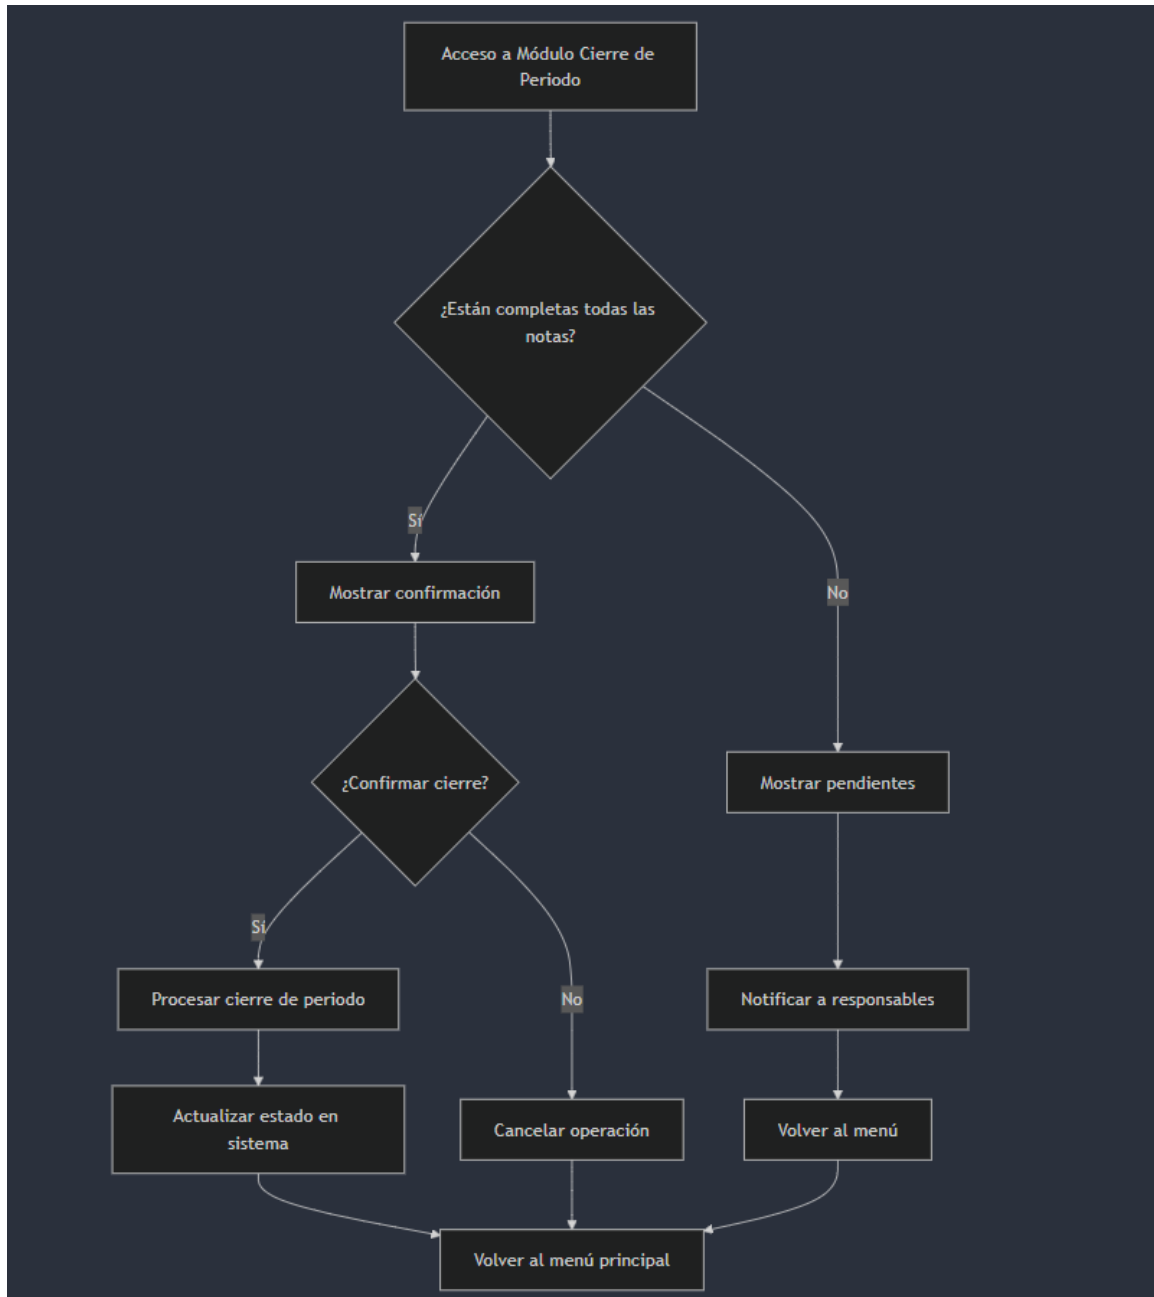 Acceso a Módulo Cierre de
Periodo
¿Están completas todas las
notas?
Sí
Mostrar confirmación
No
¿Confirmar cierre?
Mostrar pendientes
Sí
Procesar cierre de periodo
No
Notificar a responsables
Actualizar estado en
sistema
Cancelar operación
Volver al menú
Volver al menú principal